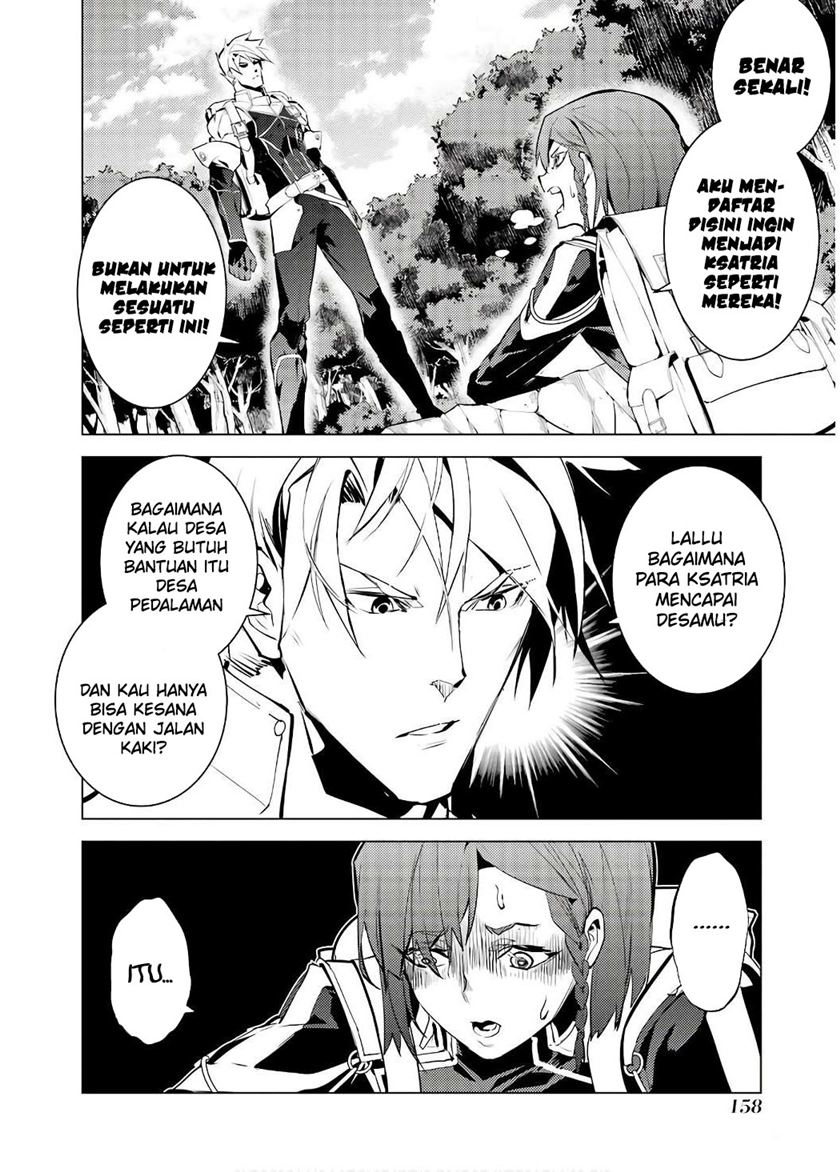 BENAR
SEKALI!
AKU MEN-
DAFTAR
DISINI INGIN
MENJADI
KSATRIA
SEPERTI
MEREKA!
BUKAN UNTUK
MELAKUKAN
SESUATU
SEPERTI INI!
LALLU
BAGAIMANA
PARA KSATRIA
MENCAPAI
DESAMU?
BAGAIMANA
KALAU DESA
YANG BUTUH
BANTUAN ITU
DESA
PEDALAMAN
DAN KAU HANYA
BISA KESANA
DENGAN JALAN
KAKI?
......
ITU...
158